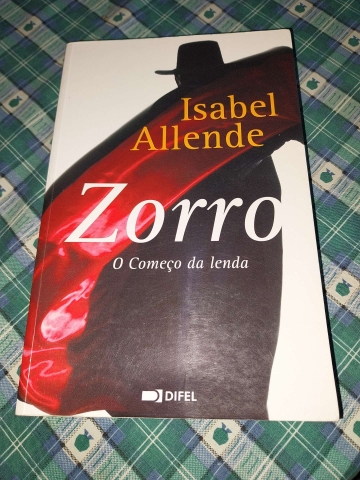 Isabel
Allende
Zorro
O Começo da lenda
DIFEL